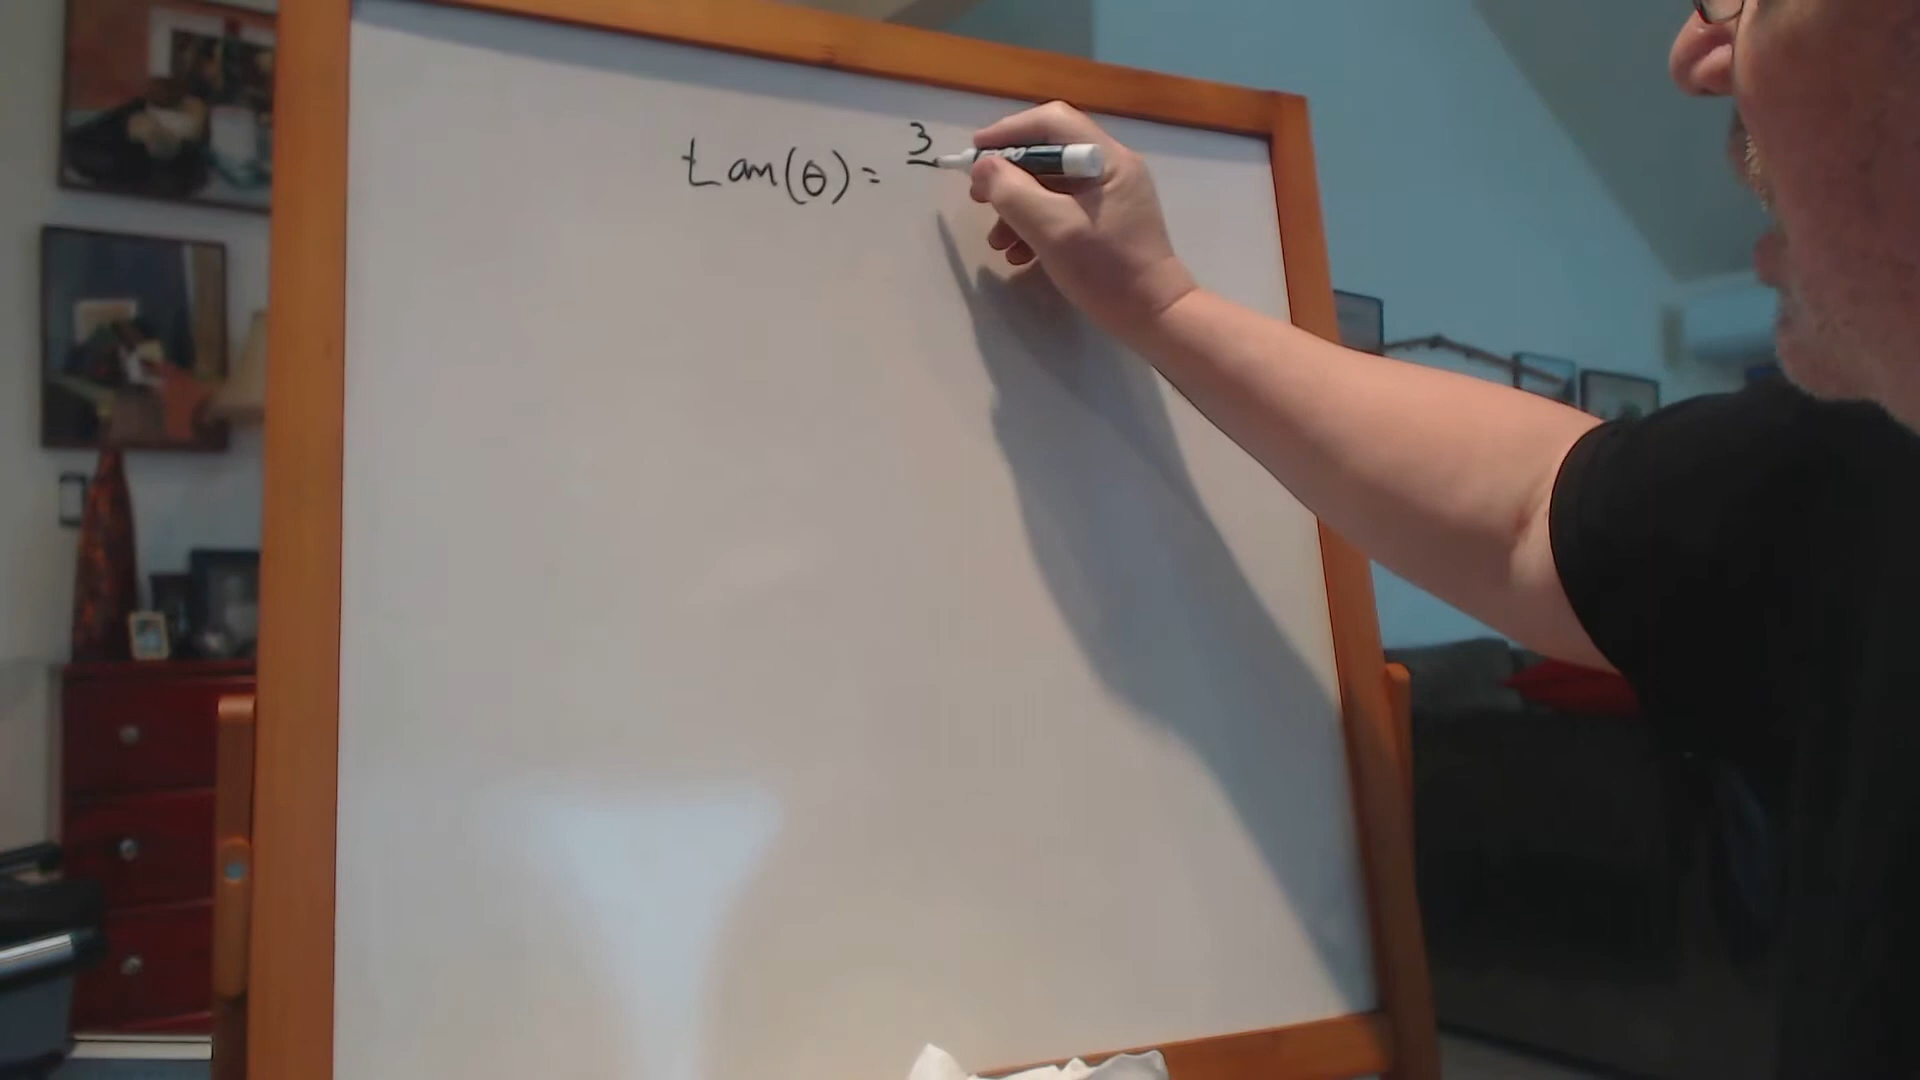 tan(θ) = 3/